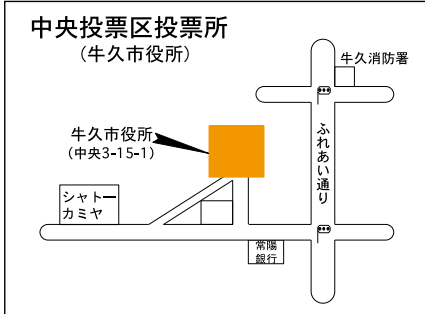 中央投票区投票所
(牛久市役所)
牛久消防署
牛久市役所
(中央3-15-1)
ふれあい通り
シャトー
カミヤ
常陽
銀行